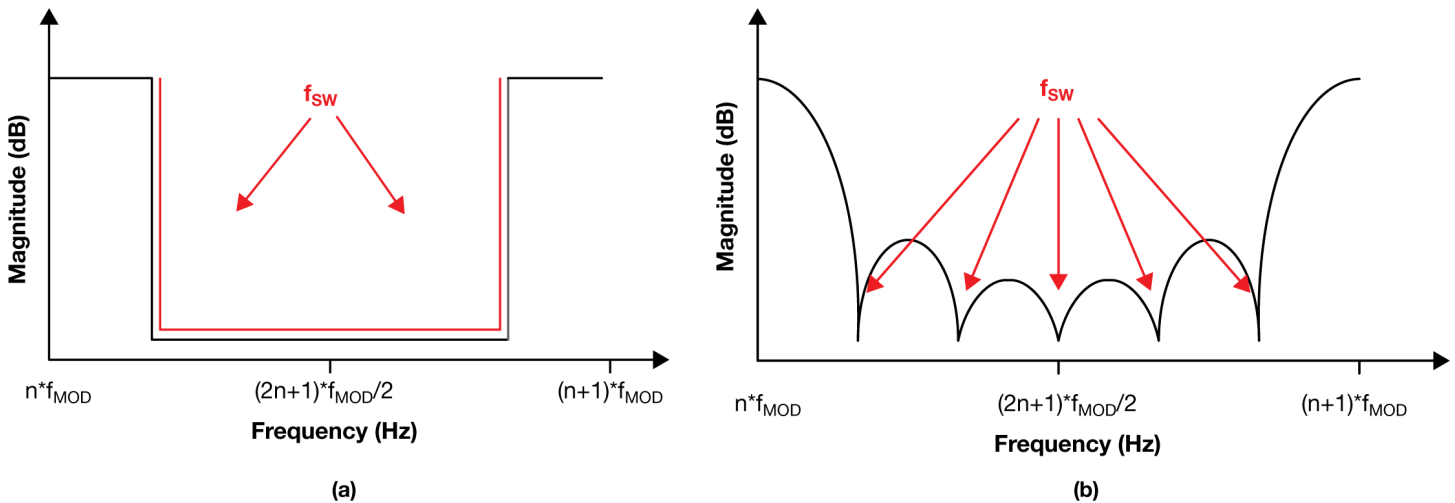 Magnitude (dB)
f_SW
n*f_MOD
(2n+1)*f_MOD/2
(n+1)*f_MOD
Frequency (Hz)
(a)
Magnitude (dB)
f_SW
n*f_MOD
(2n+1)*f_MOD/2
(n+1)*f_MOD
Frequency (Hz)
(b)